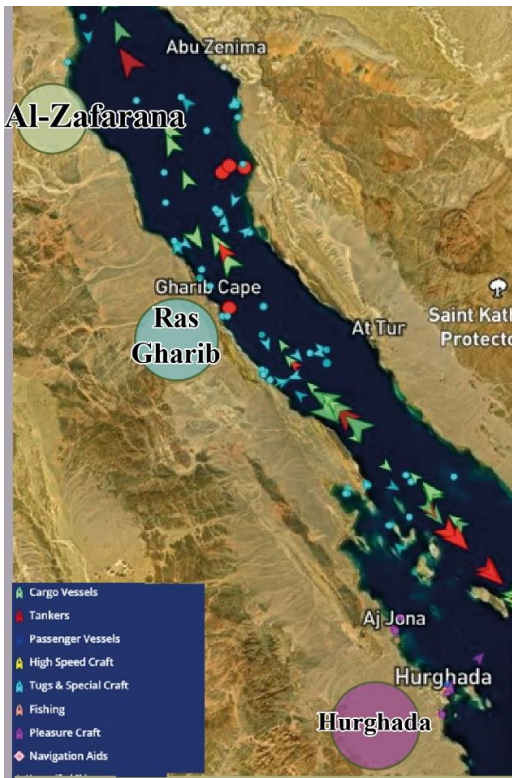 Abu Zenima
Al-Zafarana
Gharib Cape
Ras
Gharib
At Tur
Saint Kath
Protecto
Cargo Vessels
Tankers
Passenger Vessels
High Speed Craft
Tugs & Special Craft
Fishing
Pleasure Craft
Navigation Aids
Aj Jona
Hurghada
Hurghada